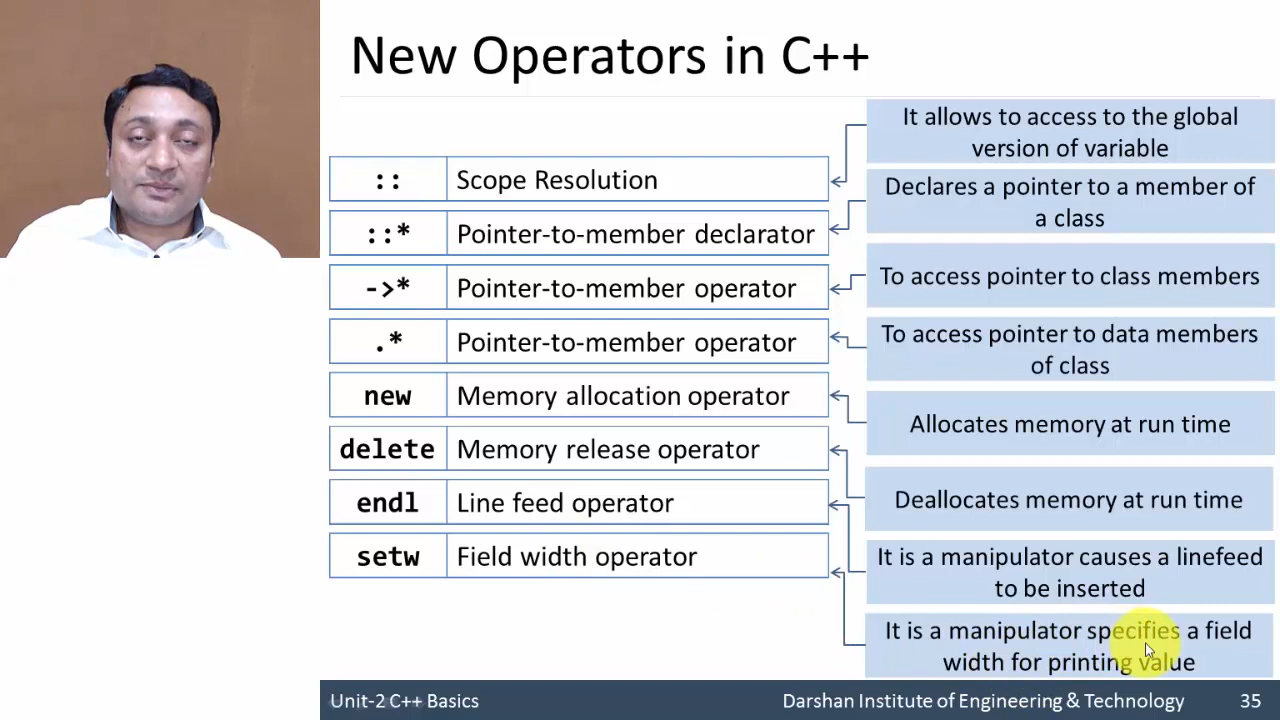 New Operators in C++
:: Scope Resolution
::* Pointer-to-member declarator
->* Pointer-to-member operator
.* Pointer-to-member operator
new Memory allocation operator
delete Memory release operator
endl Line feed operator
setw Field width operator
It allows to access to the global
version of variable
Declares a pointer to a member of
a class
To access pointer to class members
To access pointer to data members
of class
Allocates memory at run time
Deallocates memory at run time
It is a manipulator causes a linefeed
to be inserted
It is a manipulator specifies a field
width for printing value
Unit-2 C++ Basics
Darshan Institute of Engineering & Technology
35